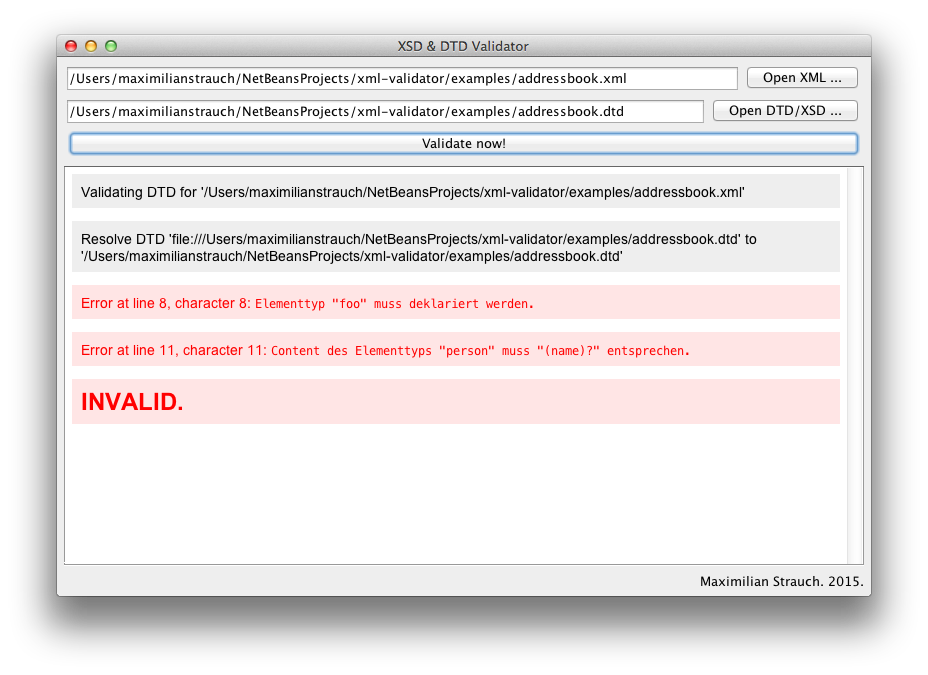 XSD & DTD Validator
/Users/maximilianstrauch/NetBeansProjects/xml-validator/examples/addressbook.xml
Open XML ...
/Users/maximilianstrauch/NetBeansProjects/xml-validator/examples/addressbook.dtd
Open DTD/XSD ...
Validate now!
Validating DTD for '/Users/maximilianstrauch/NetBeansProjects/xml-validator/examples/addressbook.xml'
Resolve DTD 'file:///Users/maximilianstrauch/NetBeansProjects/xml-validator/examples/addressbook.dtd' to
'/Users/maximilianstrauch/NetBeansProjects/xml-validator/examples/addressbook.dtd'
Error at line 8, character 8: Elementtyp "foo" muss deklariert werden.
Error at line 11, character 11: Content des Elementtyps "person" muss "(name)?" entsprechen.
INVALID.
Maximilian Strauch. 2015.